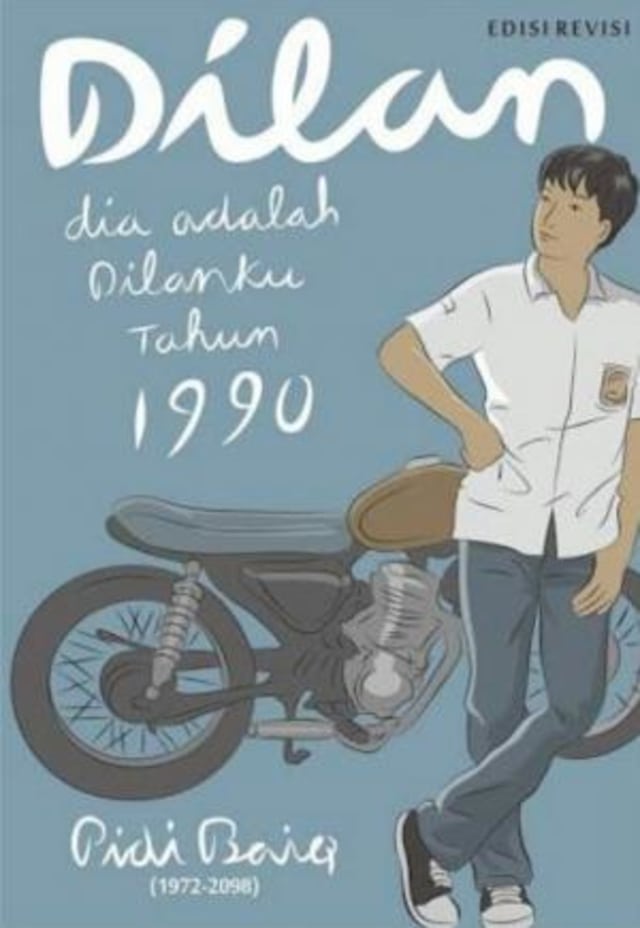 EDISI REVISI
Dilan
dia adalah
Dilanku
Tahun
1990
Pidi Baiq
(1972-2098)